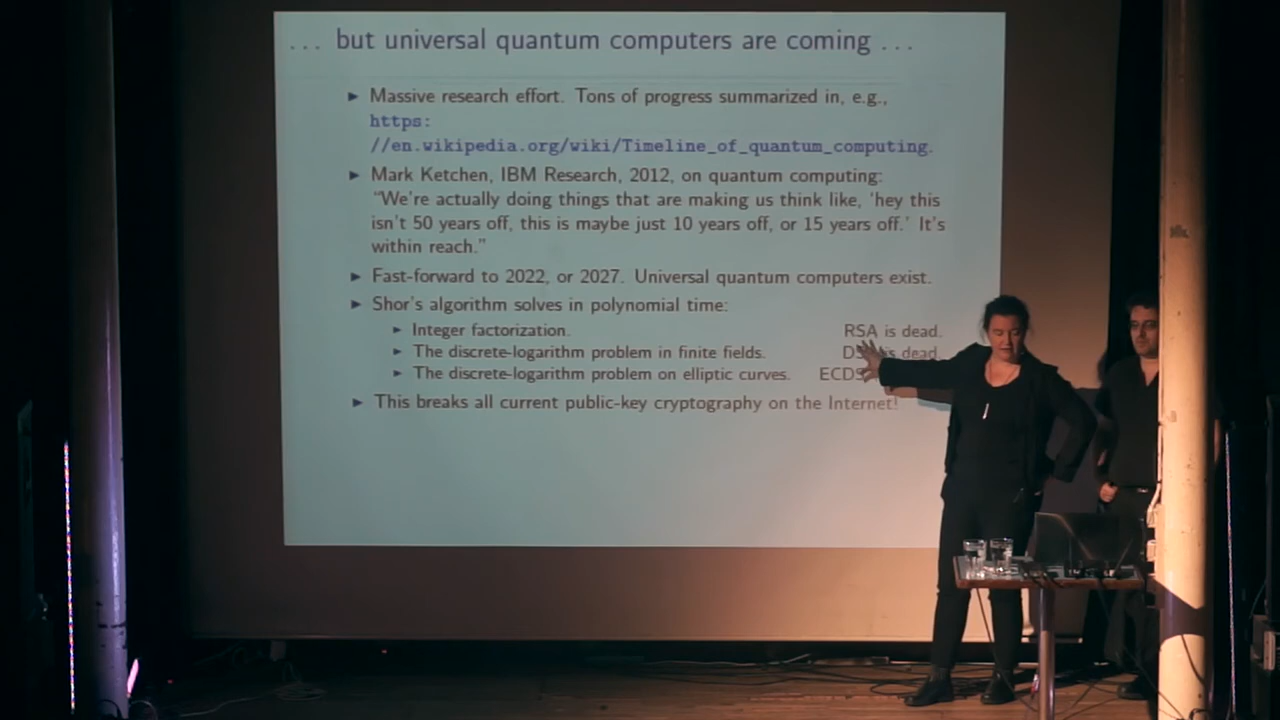 ... but universal quantum computers are coming ...
► Massive research effort. Tons of progress summarized in, e.g.,
https:
//en.wikipedia.org/wiki/Timeline_of_quantum_computing.
► Mark Ketchen, IBM Research, 2012, on quantum computing:
“We're actually doing things that are making us think like, ‘hey this
isn't 50 years off, this is maybe just 10 years off, or 15 years off.’ It's
within reach.”
► Fast-forward to 2022, or 2027. Universal quantum computers exist.
► Shor's algorithm solves in polynomial time:
► Integer factorization. RSA is dead.
► The discrete-logarithm problem in finite fields. is dead.
► The discrete-logarithm problem on elliptic curves.
► This breaks all current public-key cryptography on the Internet!